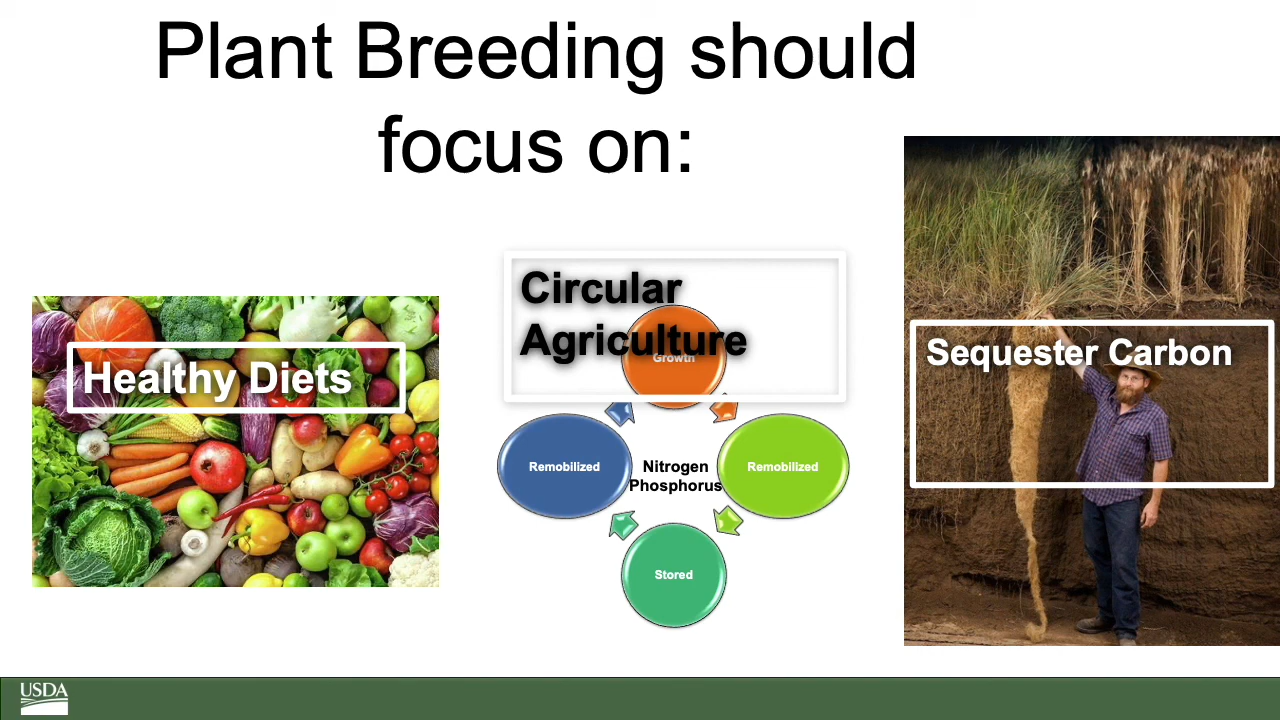 Plant Breeding should
focus on:
Healthy Diets
Circular
Agriculture
Growth
Remobilized
Nitrogen
Phosphorus
Remobilized
Stored
Sequester Carbon
USDA